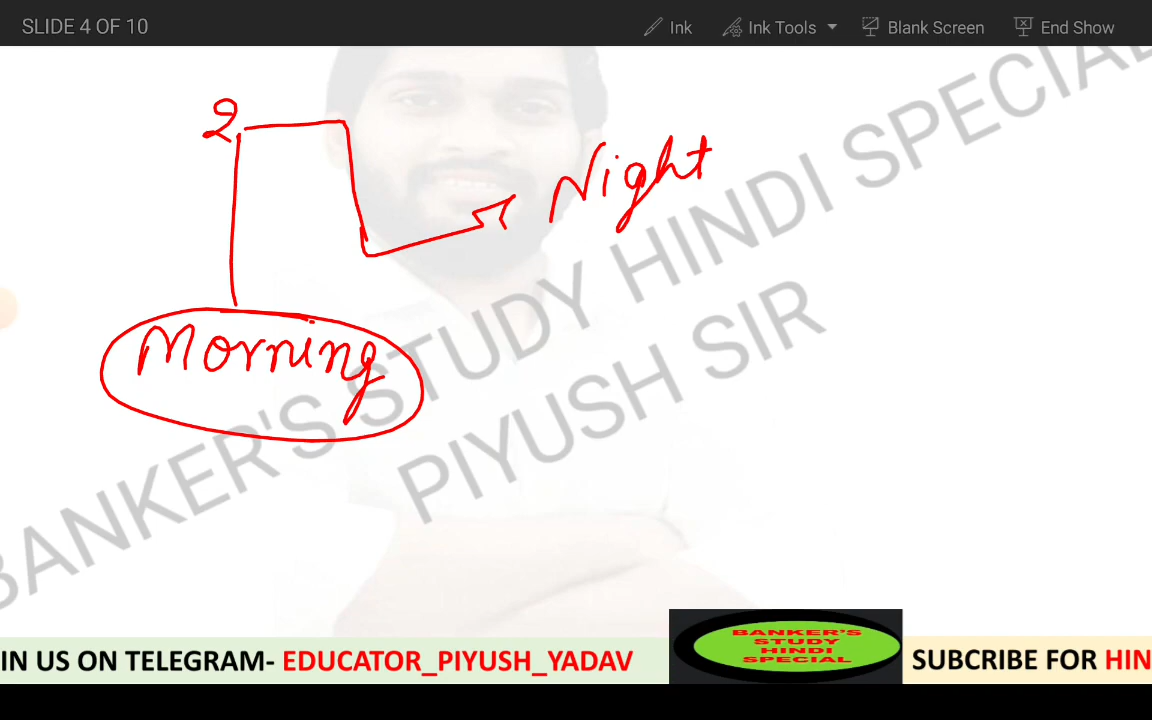 SLIDE 4 OF 10 Ink Ink Tools Blank Screen End Show
2
Night
Morning
BANKER'S STUDY HINDI SPECIAL
PIYUSH SIR
IN US ON TELEGRAM- EDUCATOR_PIYUSH_YADAV
BANKER'S
STUDY
HINDI
SPECIAL
SUBCRIBE FOR HIN